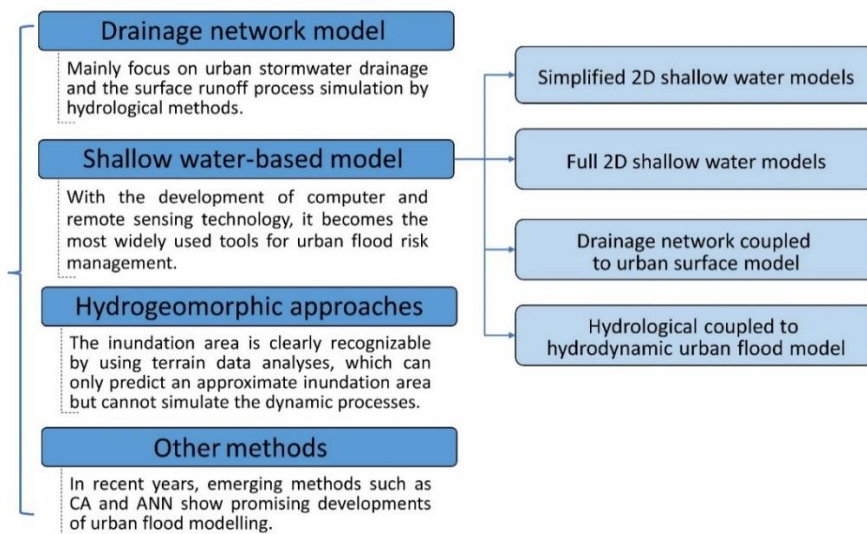 Drainage network model
Mainly focus on urban stormwater drainage
and the surface runoff process simulation by
hydrological methods.
Shallow water-based model
With the development of computer and
remote sensing technology, it becomes the
most widely used tools for urban flood risk
management.
Hydrogeomorphic approaches
The inundation area is clearly recognizable
by using terrain data analyses, which can
only predict an approximate inundation area
but cannot simulate the dynamic processes.
Other methods
In recent years, emerging methods such as
CA and ANN show promising developments
of urban flood modelling.
Simplified 2D shallow water models
Full 2D shallow water models
Drainage network coupled
to urban surface model
Hydrological coupled to
hydrodynamic urban flood model